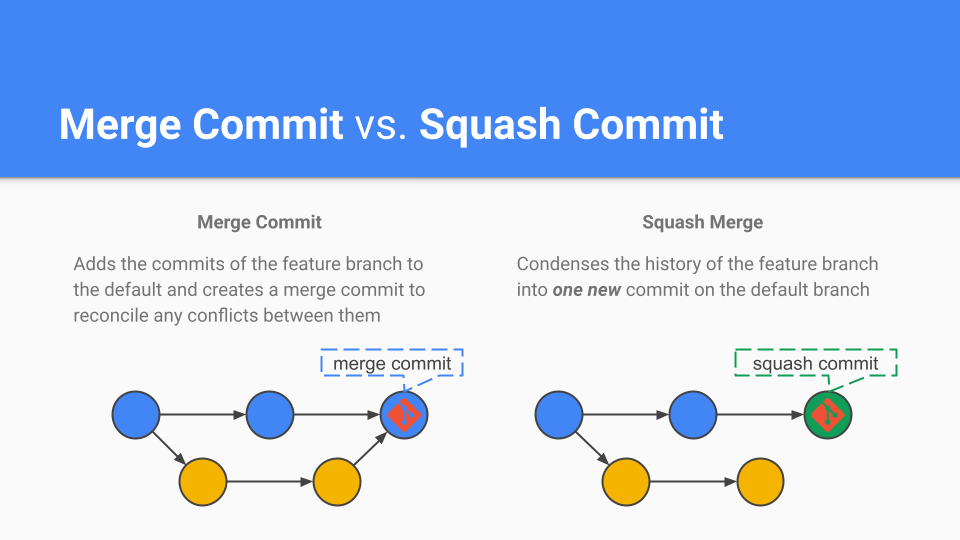 Merge Commit vs. Squash Commit
Merge Commit
Adds the commits of the feature branch to
the default and creates a merge commit to
reconcile any conflicts between them
merge commit
Squash Merge
Condenses the history of the feature branch
into one new commit on the default branch
squash commit